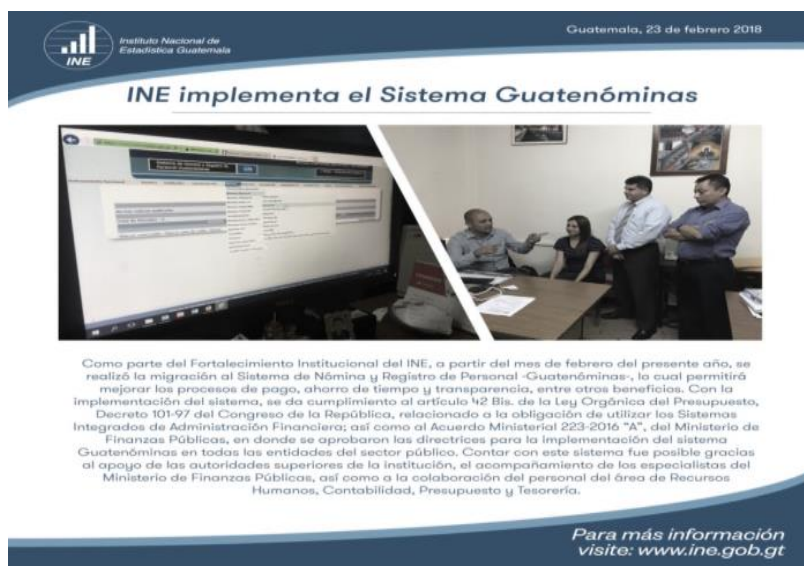 Instituto Nacional de
Estadística Guatemala
INE
Guatemala, 23 de febrero 2018
INE implementa el Sistema Guatenóminas
Como parte del Fortalecimiento Institucional del INE, a partir del mes de febrero del presente año, se
realizó la migración al Sistema de Nómina y Registro de Personal -Guatenóminas-, la cual permitirá
mejorar los procesos de pago, ahorro de tiempo y transparencia, entre otros beneficios. Con la
implementación del sistema, se da cumplimiento al artículo 42 Bis. de la Ley Orgánica del Presupuesto,
Decreto 101-97 del Congreso de la República, relacionado a la obligación de utilizar los Sistemas
Integrados de Administración Financiera; así como al Acuerdo Ministerial 223-2016 “A”, del Ministerio de
Finanzas Públicas, en donde se aprobaron las directrices para la implementación del sistema
Guatenóminas en todas las entidades del sector público. Contar con este sistema fue posible gracias
al apoyo de las autoridades superiores de la institución, el acompañamiento de los especialistas del
Ministerio de Finanzas Públicas, así como a la colaboración del personal del área de Recursos
Humanos, Contabilidad, Presupuesto y Tesorería.
Para más información
visite: www.ine.gob.gt